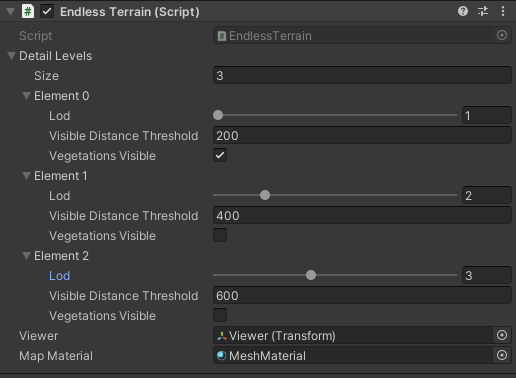 Endless Terrain (Script)
Script EndlessTerrain
Detail Levels
Size 3
Element 0
Lod 1
Visible Distance Threshold 200
Vegetations Visible
Element 1
Lod 2
Visible Distance Threshold 400
Vegetations Visible
Element 2
Lod 3
Visible Distance Threshold 600
Vegetations Visible
Viewer Viewer (Transform)
Map Material MeshMaterial